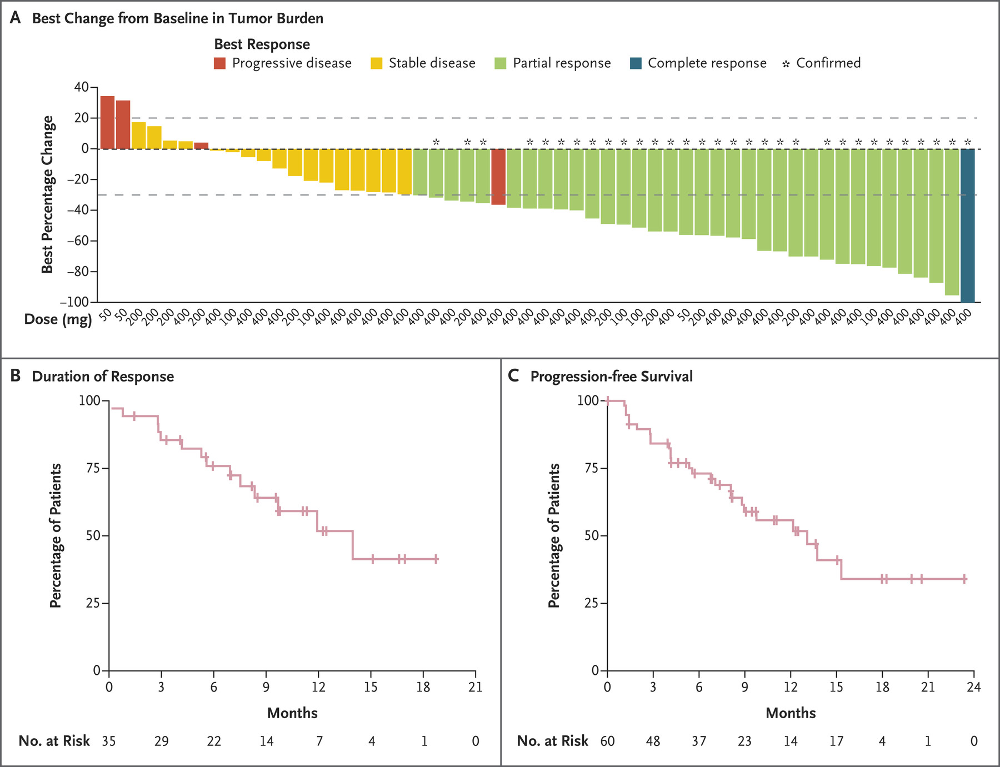 A Best Change from Baseline in Tumor Burden
Best Response
Progressive disease Stable disease Partial response Complete response * Confirmed
Best Percentage Change
40
20
* * * * * * * * * * * * * * * * * * * * * * * * * * * * * * *
0
–20
–40
–60
–80
–100
Dose (mg) 50 50 200 200 200 400 200 400 100 400 400 400 200 100 400 400 400 400 400 400 400 400 400 200 400 400 400 400 400 400 400 400 200 100 100 200 400 50 200 400 400 400 400 400 200 400 400 400 400 100 400 400 400 400 400 400
B Duration of Response
Percentage of Patients
100
75
50
25
0
0 3 6 9 12 15 18 21
Months
No. at Risk 35 29 22 14 7 4 1 0
C Progression-free Survival
Percentage of Patients
100
75
50
25
0
0 3 6 9 12 15 18 21 24
Months
No. at Risk 60 48 37 23 14 17 4 1 0